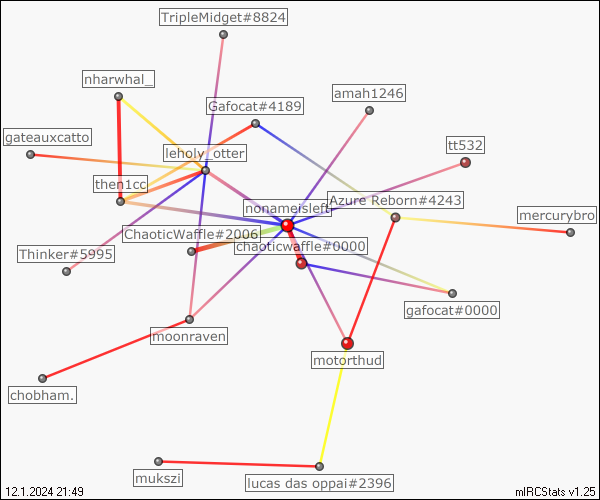 TripleMidget#8824
nharwhal_
amah1246
Gafocat#4189
gateauxcatto
tt532
leholy_otter
then1cc
nonameisleft
Azure Reborn#4243
mercurybro
ChaoticWaffle#2006
chaoticwaffle#0000
Thinker#5995
gafocat#0000
moonraven
motorthud
chobham.
mukszi
lucas das oppai#2396
12.1.2024 21:49
mIRCStats v1.25